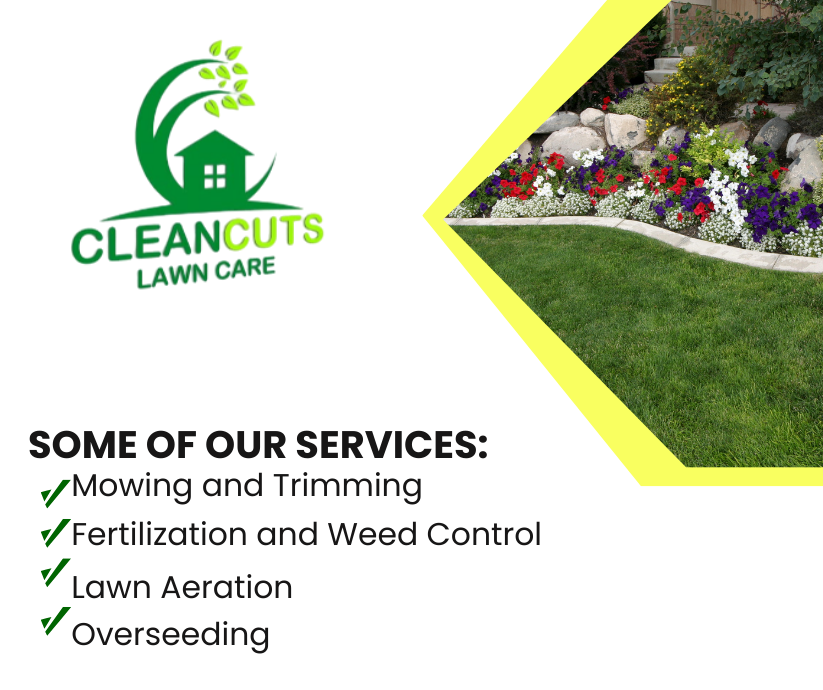 CLEANCUTS
LAWN CARE
SOME OF OUR SERVICES:
Mowing and Trimming
Fertilization and Weed Control
Lawn Aeration
Overseeding